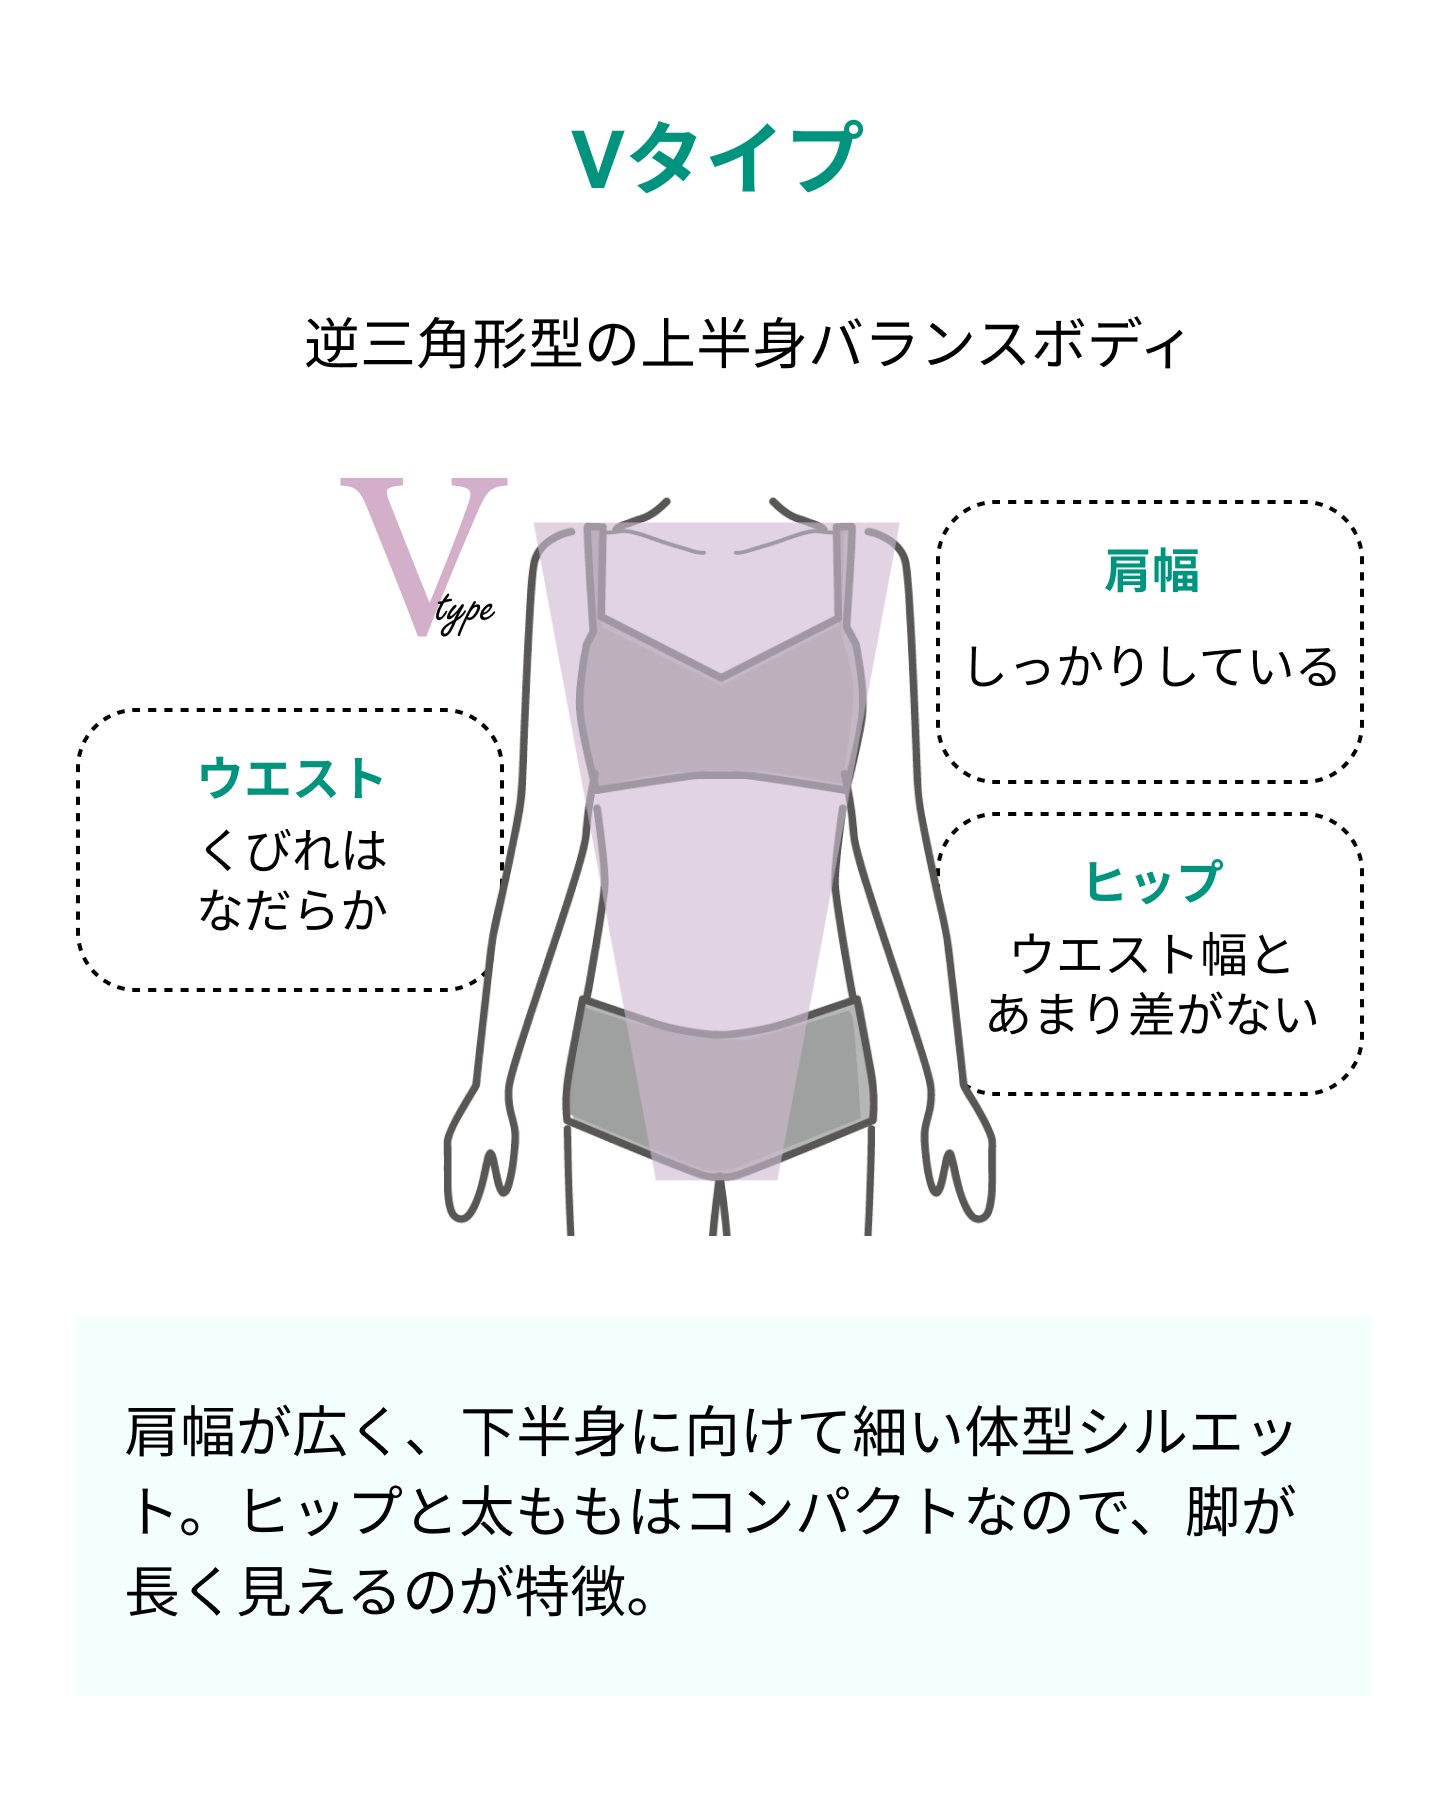 Vタイプ
逆三角形型の上半身バランスボディ
V
type
肩幅
しっかりしている
ウエスト
くびれは
なだらか
ヒップ
ウエスト幅と
あまり差がない
肩幅が広く、下半身に向けて細い体型シルエッ
ト。ヒップと太ももはコンパクトなので、脚が
長く見えるのが特徴。